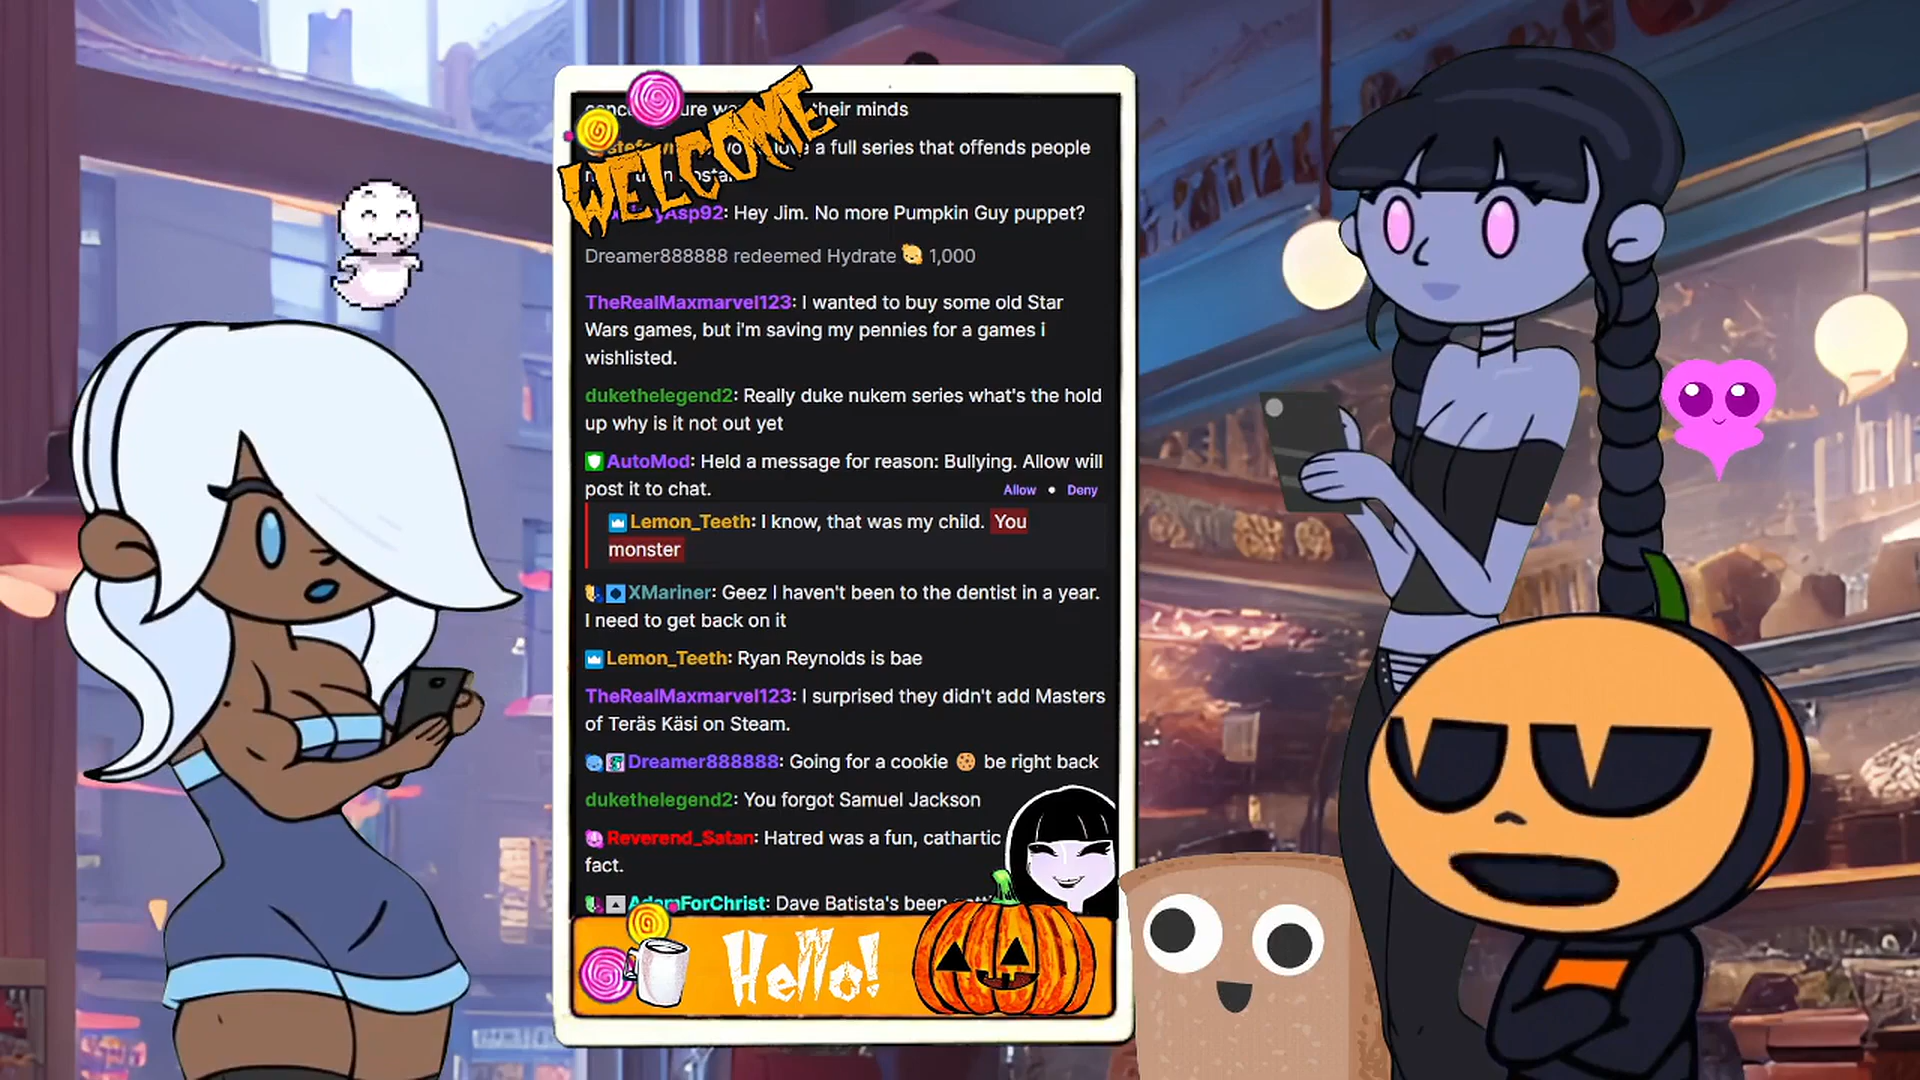 their minds
WELCOME
a full series that offends people
Asp92: Hey Jim. No more Pumpkin Guy puppet?
Dreamer888888 redeemed Hydrate 1,000
TheRealMaxmarvel123: I wanted to buy some old Star
Wars games, but i'm saving my pennies for a games i
wishlisted.
dukethelegend2: Really duke nukem series what's the hold
up why is it not out yet
AutoMod: Held a message for reason: Bullying. Allow will
post it to chat. Allow • Deny
Lemon_Teeth: I know, that was my child. You
monster
XMariner: Geez I haven't been to the dentist in a year.
I need to get back on it
Lemon_Teeth: Ryan Reynolds is bae
TheRealMaxmarvel123: I surprised they didn't add Masters
of Teräs Käsi on Steam.
Dreamer888888: Going for a cookie 🍪 be right back
dukethelegend2: You forgot Samuel Jackson
Reverend_Satan: Hatred was a fun, cathartic
fact.
AdamForChrist: Dave Batista's been
Hello!